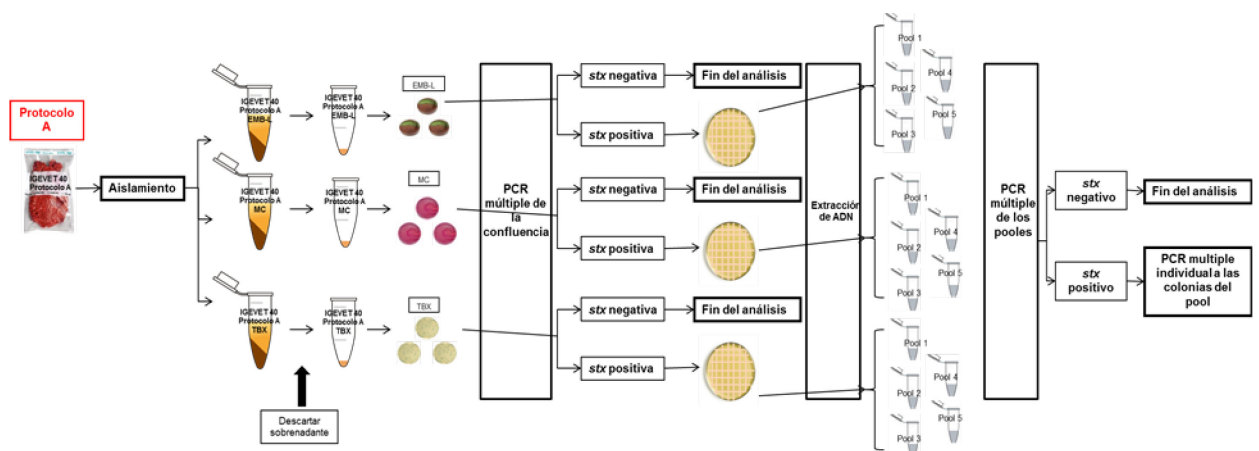 Protocolo
A
IGEVET 40
Protocolo A
Aislamiento
IGEVET 40
Protocolo A
EMB-L
IGEVET 40
Protocolo A
EMB-L
EMB-L
IGEVET 40
Protocolo A
MC
IGEVET 40
Protocolo A
MC
MC
IGEVET 40
Protocolo A
TBX
IGEVET 40
Protocolo A
TBX
TBX
Descartar
sobrenadante
PCR
múltiple de
la
confluencia
stx negativa
Fin del análisis
stx positiva
stx negativa
Fin del análisis
stx positiva
stx negativa
Fin del análisis
stx positiva
Extracción
de ADN
Pool 1
Pool 4
Pool 2
Pool 5
Pool 3
Pool 1
Pool 4
Pool 2
Pool 5
Pool 3
Pool 1
Pool 4
Pool 2
Pool 5
Pool 3
PCR
múltiple
de los
pooles
stx
negativo
Fin del análisis
stx
positivo
PCR multiple
individual a las
colonias del
pool